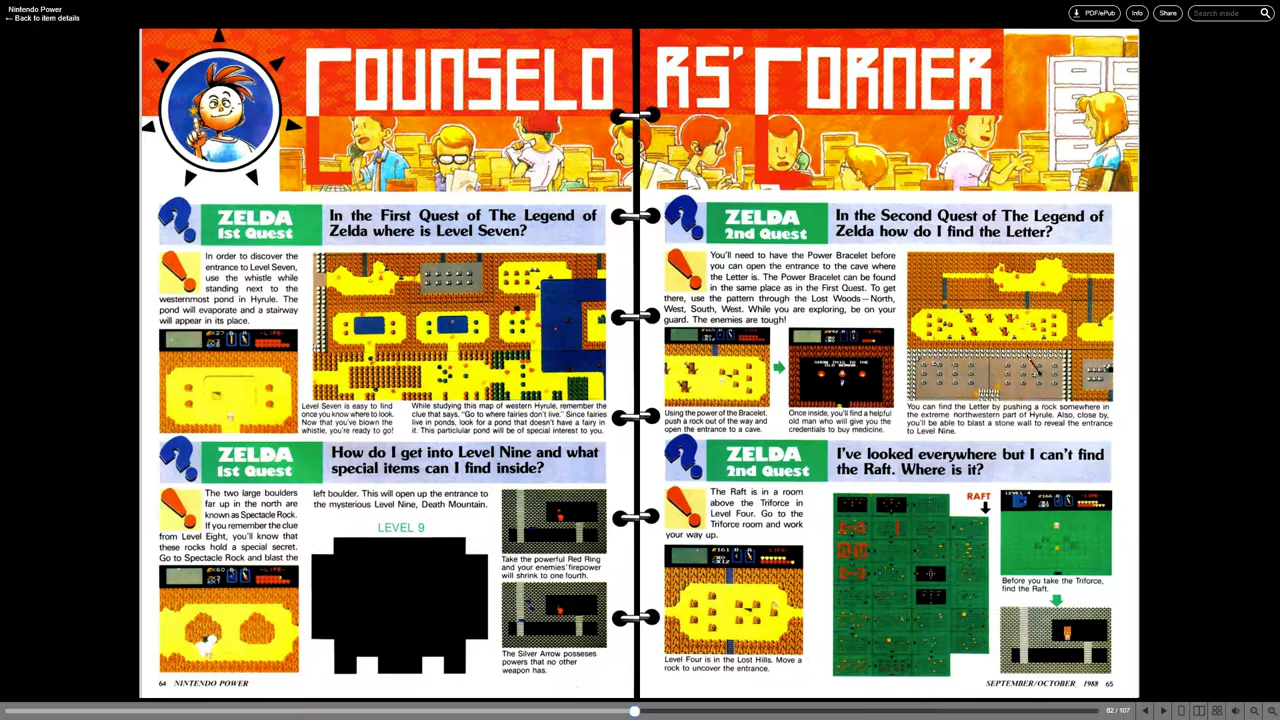 Nintendo Power
← Back to item details
PDF/ePub
Info
Share
Search inside
COUNSELORS' CORNER
ZELDA
1st Quest
In the First Quest of The Legend of
Zelda where is Level Seven?
In order to discover the
entrance to Level Seven,
use the whistle while
standing next to the
westernmost pond in Hyrule. The
pond will evaporate and a stairway
will appear in its place.
Level Seven is easy to find
once you know where to look.
Now that you've blown the
whistle, you're ready to go!
While studying this map of western Hyrule, remember the
clue that says, "Go to where fairies don't live." Since fairies
live in ponds, look for a pond that doesn't have a fairy in
it. This particlular pond will be of special interest to you.
ZELDA
1st Quest
How do I get into Level Nine and what
special items can I find inside?
The two large boulders
far up in the north are
known as Spectacle Rock.
If you remember the clue
from Level Eight, you'll know that
these rocks hold a special secret.
Go to Spectacle Rock and blast the
left boulder. This will open up the entrance to
the mysterious Level Nine, Death Mountain.
LEVEL 9
Take the powerful Red Ring
and your enemies' firepower
will shrink to one fourth.
The Silver Arrow posseses
powers that no other
weapon has.
64 NINTENDO POWER
ZELDA
2nd Quest
In the Second Quest of The Legend of
Zelda how do I find the Letter?
You'll need to have the Power Bracelet before
you can open the entrance to the cave where
the Letter is. The Power Bracelet can be found
in the same place as in the First Quest. To get
there, use the pattern through the Lost Woods—North,
West, South, West. While you are exploring, be on your
guard. The enemies are tough!
SHOW THIS TO THE
OLD WOMAN.
Using the power of the Bracelet,
push a rock out of the way and
open the entrance to a cave.
Once inside, you'll find a helpful
old man who will give you the
credentials to buy medicine.
You can find the Letter by pushing a rock somewhere in
the extreme northwestern part of Hyrule. Also, close by,
you'll be able to blast a stone wall to reveal the entrance
to Level Nine.
ZELDA
2nd Quest
I've looked everywhere but I can't find
the Raft. Where is it?
The Raft is in a room
above the Triforce in
Level Four. Go to the
Triforce room and work
your way up.
Level Four is in the Lost Hills. Move a
rock to uncover the entrance.
RAFT
LEVEL-4
Before you take the Triforce,
find the Raft.
SEPTEMBER/OCTOBER 1988 65
82 / 107